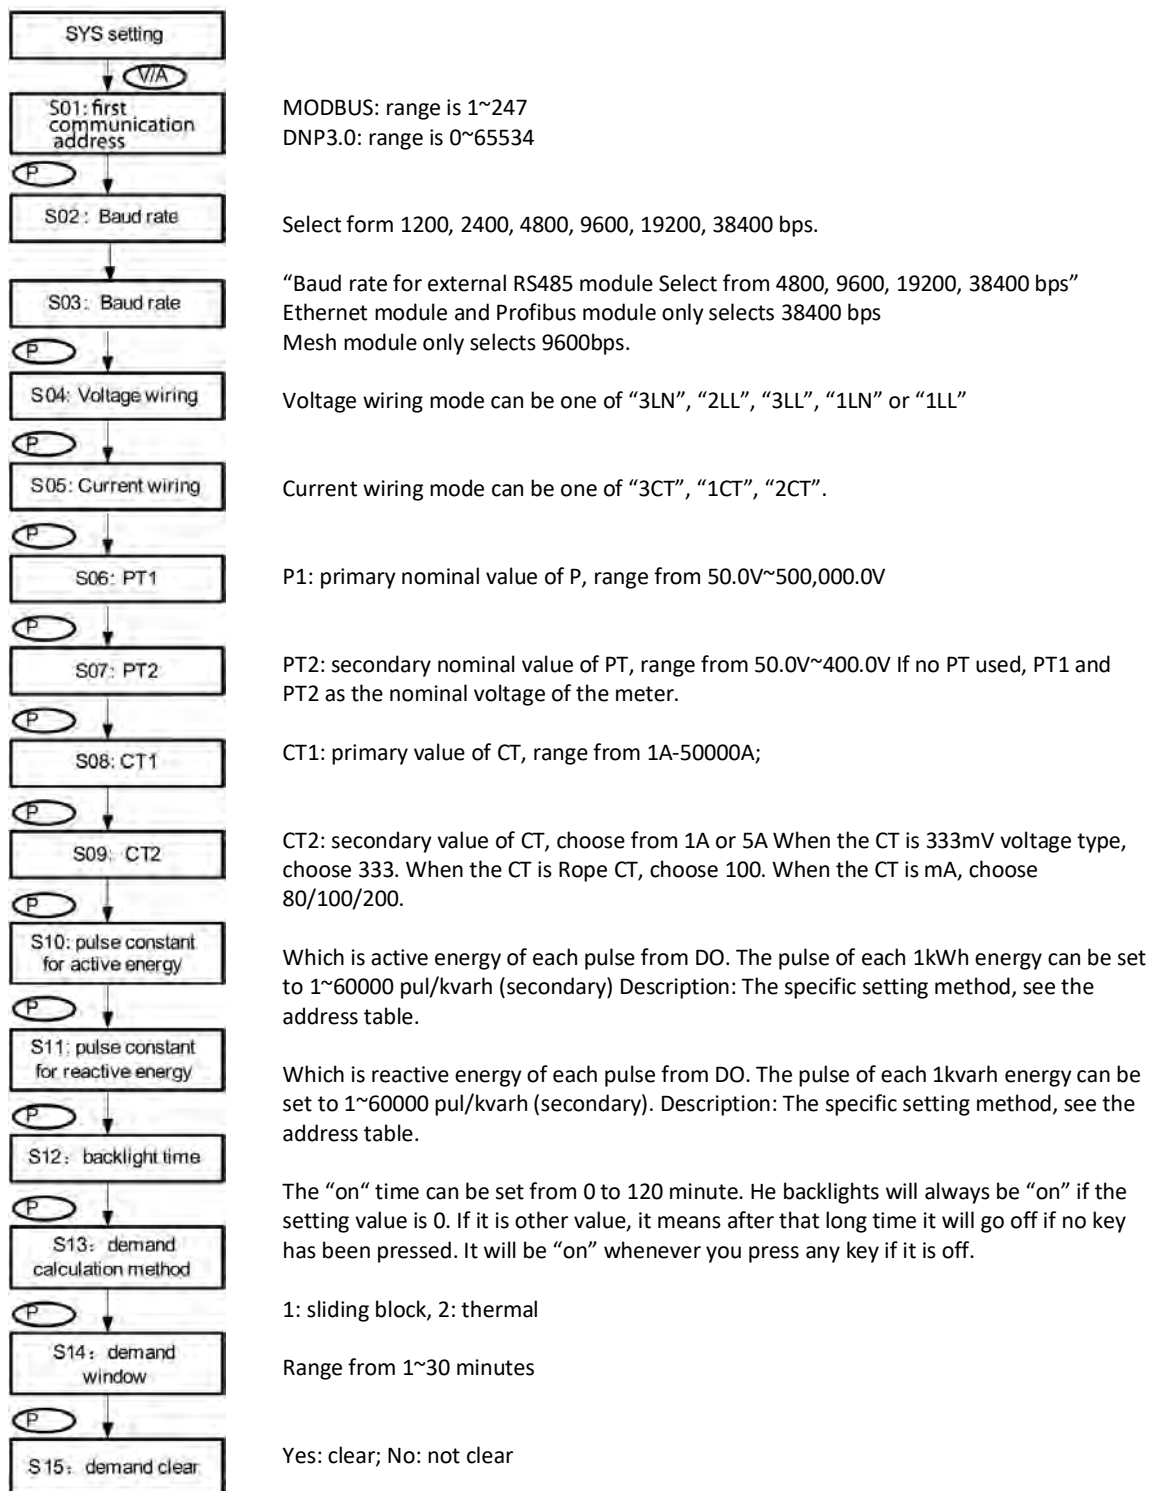 SYS setting
V/A
S01: first
communication
address
MODBUS: range is 1~247
DNP3.0: range is 0~65534
P
S02: Baud rate
Select form 1200, 2400, 4800, 9600, 19200, 38400 bps.
S03: Baud rate
“Baud rate for external RS485 module Select from 4800, 9600, 19200, 38400 bps”
Ethernet module and Profibus module only selects 38400 bps
Mesh module only selects 9600bps.
P
S04: Voltage wiring
Voltage wiring mode can be one of “3LN”, “2LL”, “3LL”, “1LN” or “1LL”
P
S05: Current wiring
Current wiring mode can be one of “3CT”, “1CT”, “2CT”.
P
S06: PT1
P1: primary nominal value of P, range from 50.0V~500,000.0V
P
S07: PT2
PT2: secondary nominal value of PT, range from 50.0V~400.0V If no PT used, PT1 and
PT2 as the nominal voltage of the meter.
P
S08: CT1
CT1: primary value of CT, range from 1A-50000A;
P
S09: CT2
CT2: secondary value of CT, choose from 1A or 5A When the CT is 333mV voltage type,
choose 333. When the CT is Rope CT, choose 100. When the CT is mA, choose
80/100/200.
P
S10: pulse constant
for active energy
Which is active energy of each pulse from DO. The pulse of each 1kWh energy can be set
to 1~60000 pul/kvarh (secondary) Description: The specific setting method, see the
address table.
P
S11: pulse constant
for reactive energy
Which is reactive energy of each pulse from DO. The pulse of each 1kvarh energy can be
set to 1~60000 pul/kvarh (secondary). Description: The specific setting method, see the
address table.
P
S12: backlight time
The “on“ time can be set from 0 to 120 minute. He backlights will always be “on” if the
setting value is 0. If it is other value, it means after that long time it will go off if no key
has been pressed. It will be “on” whenever you press any key if it is off.
P
S13: demand
calculation method
1: sliding block, 2: thermal
P
S14: demand
window
Range from 1~30 minutes
P
S15: demand clear
Yes: clear; No: not clear